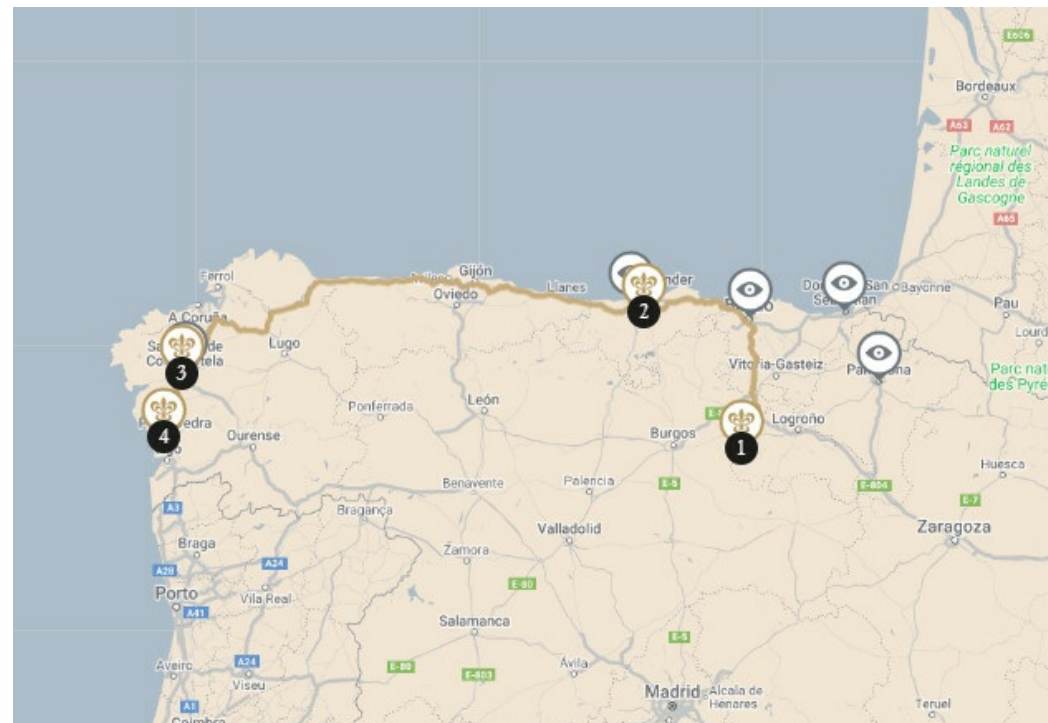 E606
Bordeaux
A63
A62
Parc naturel
régional des
Landes de
Gascogne
A65
Ferrol
Gijón
Llanes
Bayonne
Pau
A Coruña
Oviedo
2
Lugo
Vitoria-Gasteiz
3
León
Ponferrada
Logroño
4
Ourense
Burgos
1
Huesca
Benavente
Palencia
E-5
E-804
E-7
A3
Bragança
Zaragoza
Braga
Valladolid
Zamora
A28
A24
E-80
Porto
Vila Real
A41
Salamanca
E-5
Aveiro
A24
Viseu
E-80
E-803
Ávila
Madrid
Alcalá de
Henares
A1
Teruel
Coimbra